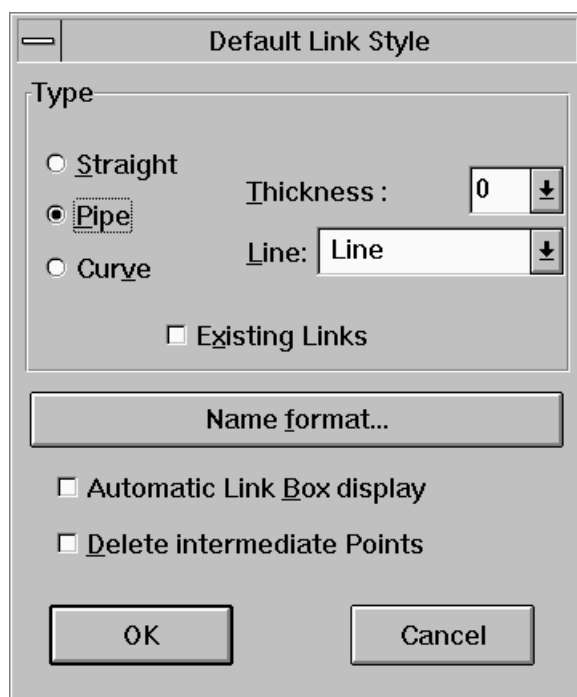 Default Link Style
Type
Straight
Thickness : 0
Pipe
Line: Line
Curve
Existing Links
Name format...
Automatic Link Box display
Delete intermediate Points
OK Cancel